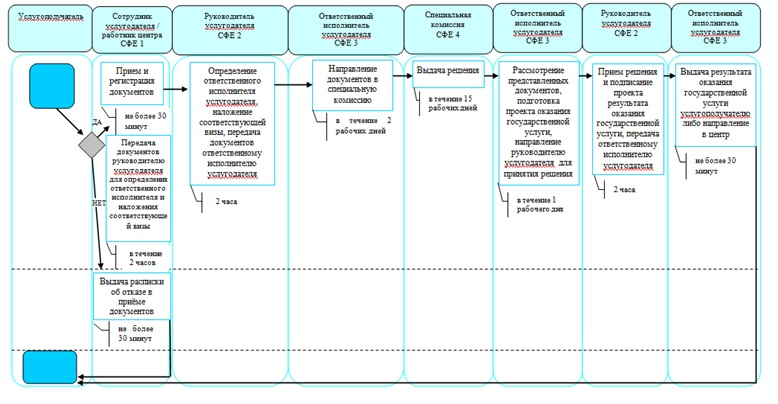 Услугополучатель
Сотрудник
услугодателя /
работник центра
СФЕ 1
Руководитель
услугодателя
СФЕ 2
Ответственный
исполнитель
услугодателя
СФЕ 3
Специальная
комиссия
СФЕ 4
Ответственный
исполнитель
услугодателя
СФЕ 3
Руководитель
услугодателя
СФЕ 2
Ответственный
исполнитель
услугодателя
СФЕ 3
Прием и
регистрация
документов
не более 30
минут
ДА
НЕТ
Передача
документов
руководителю
услугодателя
для определения
ответственного
исполнителя и
наложения
соответствующе
й визы
в течение
2 часов
Выдача расписки
об отказе в
приёме
документов
не более
30 минут
Определение
ответственного
исполнителя
услугодателя,
наложение
соответствующей
визы, передача
документов
ответственному
исполнителю
услугодателя
2 часа
Направление
документов в
специальную
комиссию
в течение 2
рабочих дней
Выдача решения
в течение 15
рабочих дней
Рассмотрение
представленных
документов,
подготовка
проекта оказания
государственной
услуги,
направление
руководителю
услугодателя для
принятия решения
в течение 1
рабочего дня
Прием решения
и подписание
проекта
результата
оказания
государственной
услуги, передача
ответственному
исполнителю
услугодателя
2 часа
Выдача результата
оказания
государственной
услуги
услугополучателю
либо направление
в центр
не более 30
минут